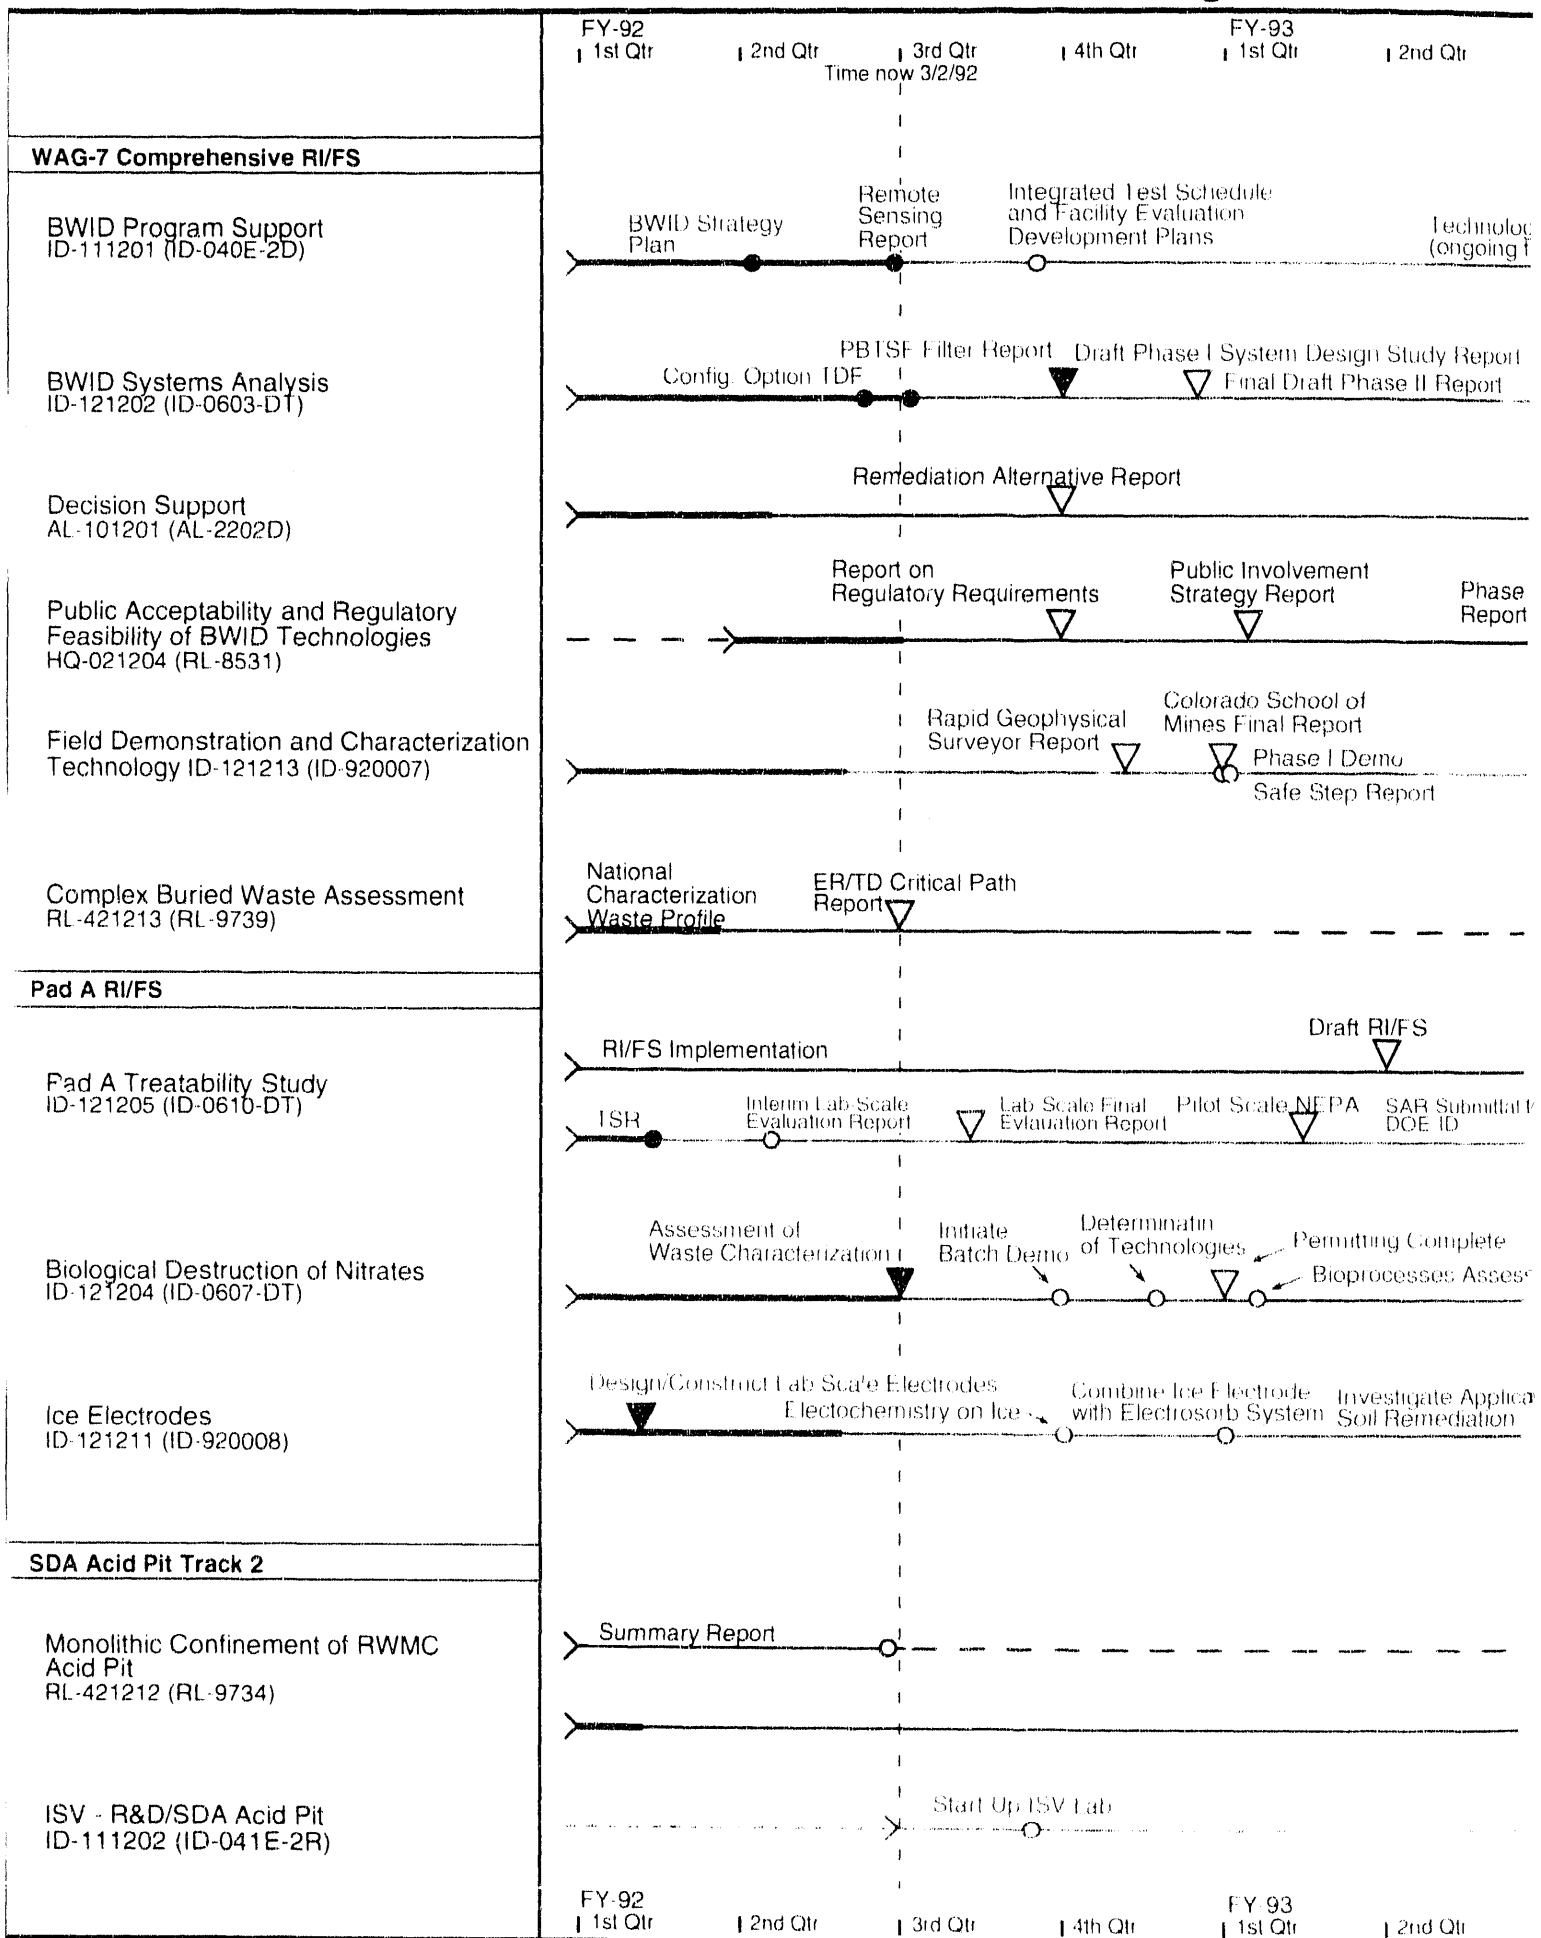 FY-92 FY-93
1st Qtr 2nd Qtr 3rd Qtr 4th Qtr 1st Qtr 2nd Qtr
Time now 3/2/92
WAG-7 Comprehensive RI/FS
BWID Program Support
ID-111201 (ID-040E-2D)
BWID Strategy
Plan
Remote
Sensing
Report
Integrated Test Schedule
and Facility Evaluation
Development Plans
Technolog
(ongoing
BWID Systems Analysis
ID-121202 (ID-0603-DT)
Config. Option TDF
PBTSF Filter Report
Draft Phase I System Design Study Report
Final Draft Phase II Report
Decision Support
AL-101201 (AL-2202D)
Remediation Alternative Report
Public Acceptability and Regulatory
Feasibility of BWID Technologies
HQ-021204 (RL-8531)
Report on
Regulatory Requirements
Public Involvement
Strategy Report
Phase
Report
Field Demonstration and Characterization
Technology ID-121213 (ID-920007)
Rapid Geophysical
Surveyor Report
Colorado School of
Mines Final Report
Phase I Demo
Safe Step Report
Complex Buried Waste Assessment
RL-421213 (RL-9739)
National
Characterization
Waste Profile
ER/TD Critical Path
Report
Pad A RI/FS
RI/FS Implementation
Draft RI/FS
Pad A Treatability Study
ID-121205 (ID-0610-DT)
TSR
Interim Lab-Scale
Evaluation Report
Lab Scale Final
Evlauation Report
Pilot Scale NEPA
SAR Submittal
DOE ID
Biological Destruction of Nitrates
ID-121204 (ID-0607-DT)
Assessment of
Waste Characterization
Initiate
Batch Demo
Determinatin
of Technologies
Permitting Complete
Bioprocesses Assess
Ice Electrodes
ID-121211 (ID-920008)
Design/Construct Lab Scale Electrodes
Electochemistry on Ice
Combine Ice Electrode
with Electrosorb System
Investigate Applica
Soil Remediation
SDA Acid Pit Track 2
Monolithic Confinement of RWMC
Acid Pit
RL-421212 (RL-9734)
Summary Report
ISV - R&D/SDA Acid Pit
ID-111202 (ID-041E-2R)
Start Up ISV Lab
FY-92 FY-93
1st Qtr 2nd Qtr 3rd Qtr 4th Qtr 1st Qtr 2nd Qtr